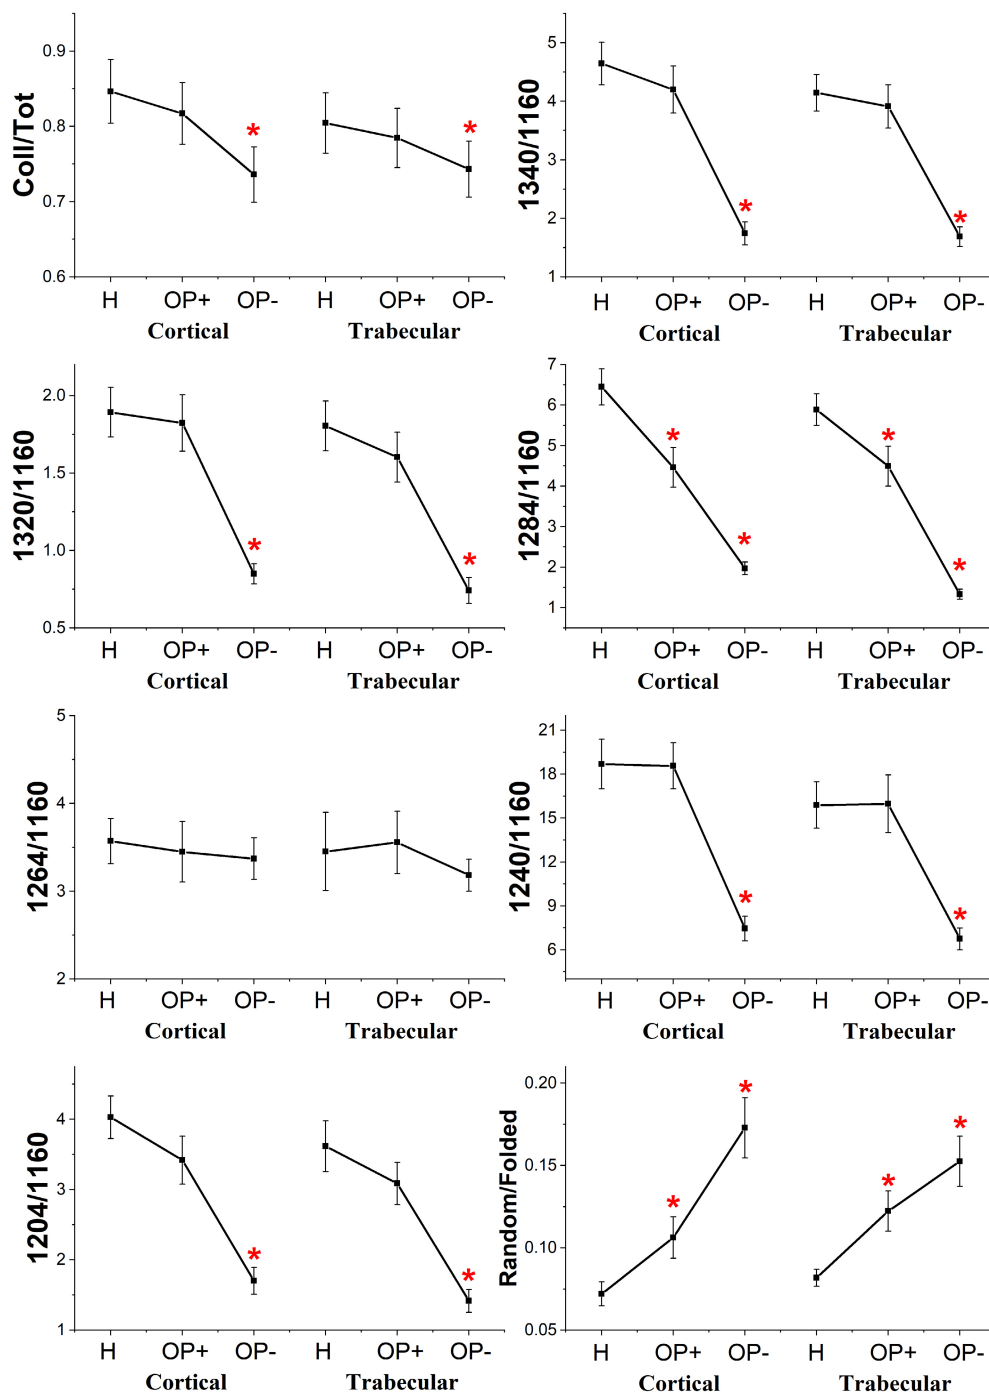 Coll/Tot
0.9
0.8
0.7
0.6
H OP+ OP- H OP+ OP-
Cortical Trabecular
* *
1340/1160
5
4
3
2
1
H OP+ OP- H OP+ OP-
Cortical Trabecular
* *
1320/1160
2.0
1.5
1.0
0.5
H OP+ OP- H OP+ OP-
Cortical Trabecular
* *
1284/1160
7
6
5
4
3
2
1
H OP+ OP- H OP+ OP-
Cortical Trabecular
* * * *
1264/1160
5
4
3
2
H OP+ OP- H OP+ OP-
Cortical Trabecular
1240/1160
21
18
15
12
9
6
H OP+ OP- H OP+ OP-
Cortical Trabecular
* *
1204/1160
4
3
2
1
H OP+ OP- H OP+ OP-
Cortical Trabecular
* *
Random/Folded
0.20
0.15
0.10
0.05
H OP+ OP- H OP+ OP-
Cortical Trabecular
* * * *